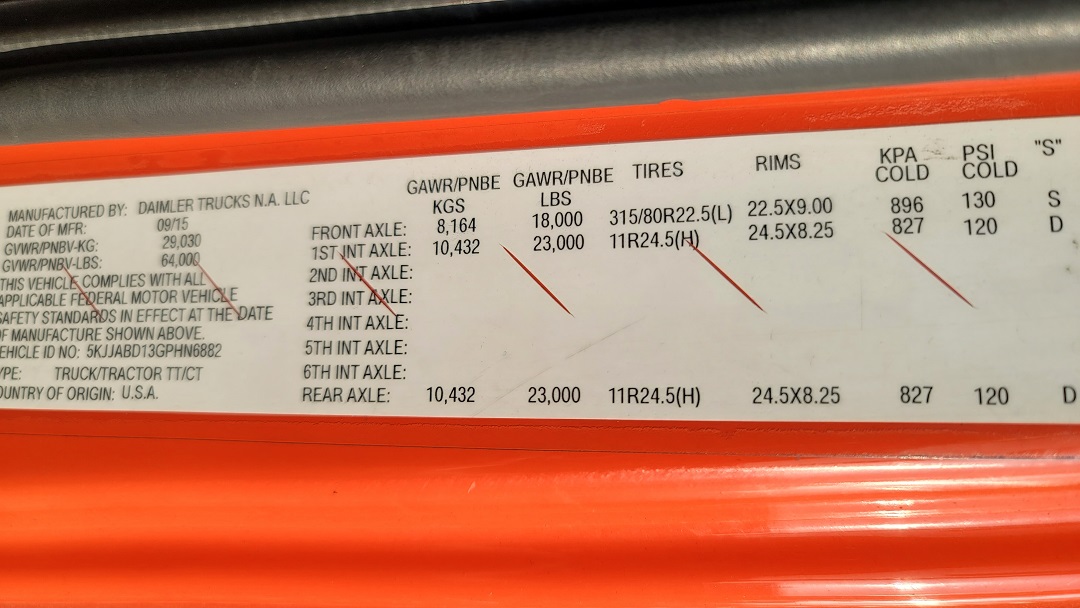 MANUFACTURED BY: DAIMLER TRUCKS N.A. LLC
DATE OF MFR: 09/15
GVWR/PNBV-KG: 29,030
GVWR/PNBV-LBS: 64,000
THIS VEHICLE COMPLIES WITH ALL
APPLICABLE FEDERAL MOTOR VEHICLE
SAFETY STANDARDS IN EFFECT AT THE DATE
OF MANUFACTURE SHOWN ABOVE.
EHICLE ID NO: 5KJJABD13GPHN6882
YPE: TRUCK/TRACTOR TT/CT
OUNTRY OF ORIGIN: U.S.A.
GAWR/PNBE GAWR/PNBE TIRES RIMS KPA PSI "S"
KGS LBS COLD COLD
FRONT AXLE: 8,164 18,000 315/80R22.5(L) 22.5X9.00 896 130 S
1ST INT AXLE: 10,432 23,000 11R24.5(H) 24.5X8.25 827 120 D
2ND INT AXLE:
3RD INT AXLE:
4TH INT AXLE:
5TH INT AXLE:
6TH INT AXLE:
REAR AXLE: 10,432 23,000 11R24.5(H) 24.5X8.25 827 120 D